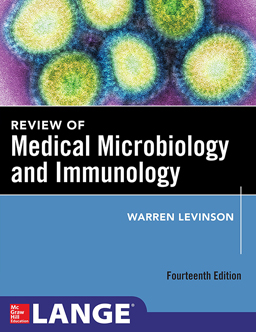 REVIEW OF
Medical Microbiology
and Immunology
WARREN LEVINSON
Fourteenth Edition
Mc
Graw
Hill
Education
LANGE®